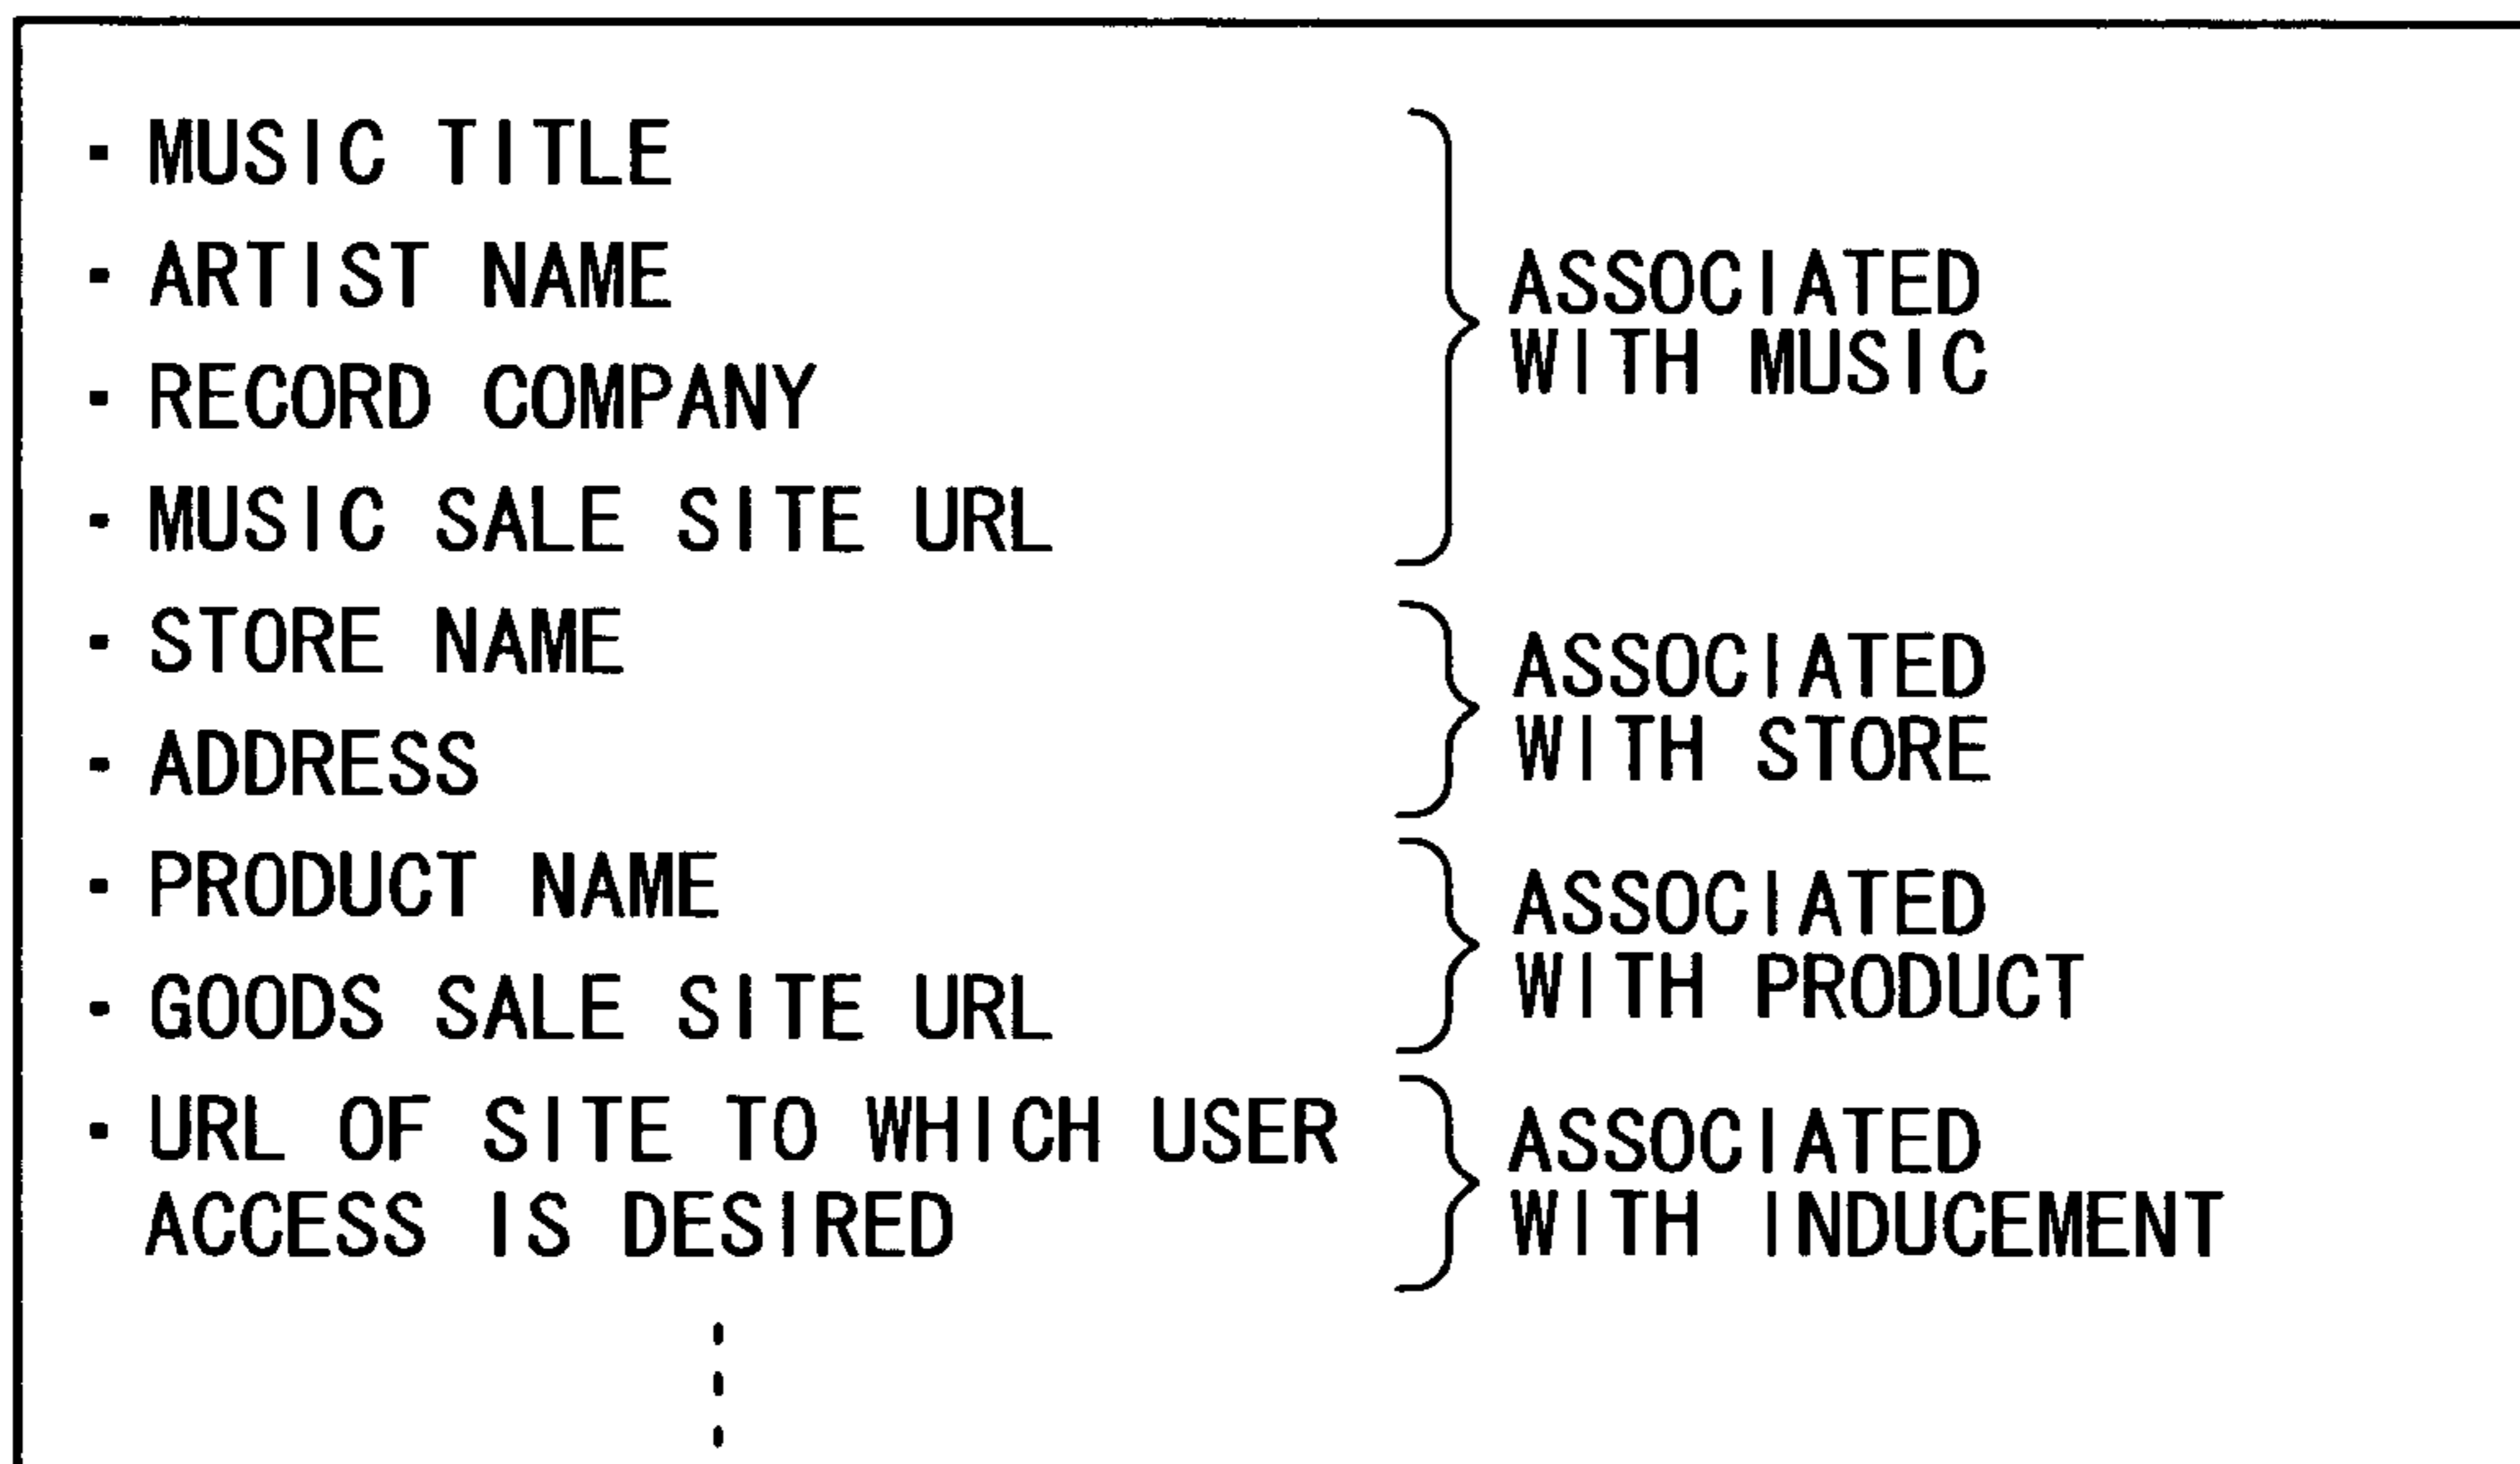 · MUSIC TITLE
· ARTIST NAME
· RECORD COMPANY
· MUSIC SALE SITE URL
ASSOCIATED
WITH MUSIC
· STORE NAME
· ADDRESS
ASSOCIATED
WITH STORE
· PRODUCT NAME
· GOODS SALE SITE URL
ASSOCIATED
WITH PRODUCT
· URL OF SITE TO WHICH USER
ACCESS IS DESIRED
ASSOCIATED
WITH INDUCEMENT